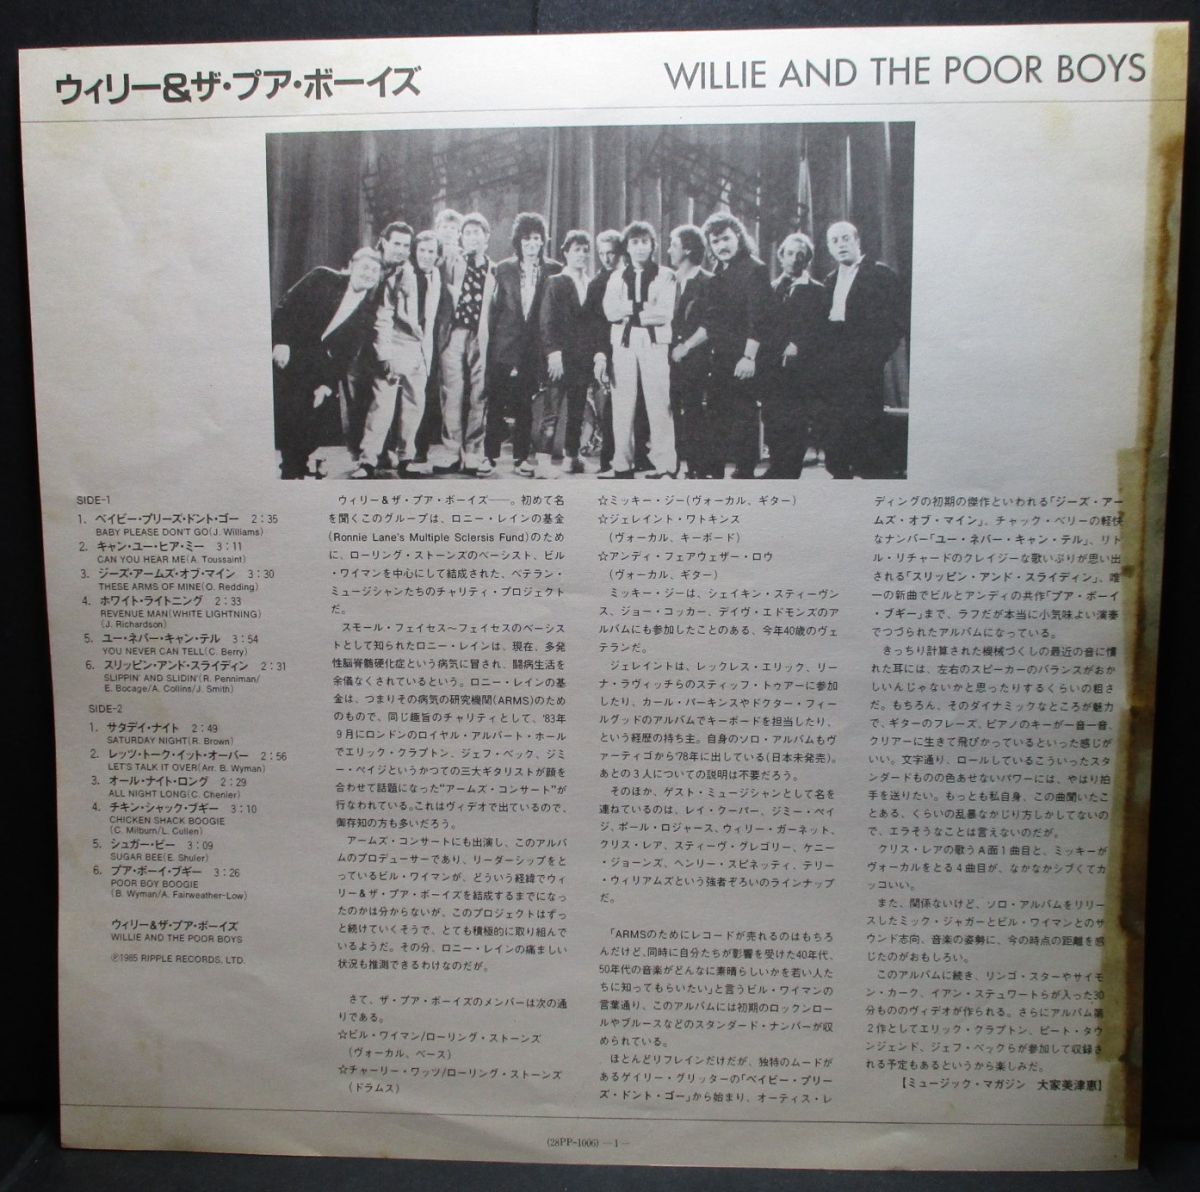 ウィリー&ザ・プア・ボーイズ
WILLIE AND THE POOR BOYS
SIDE-1
1. ベイビー・プリーズ・ドント・ゴー 2:35
BABY PLEASE DON'T GO(J. Williams)
2. キャン・ユー・ヒア・ミー 3:11
CAN YOU HEAR ME(A. Toussaint)
3. ジーズ・アームズ・オブ・マイン 3:30
THESE ARMS OF MINE(O. Redding)
4. ホワイト・ライトニング 2:33
REVENUE MAN(WHITE LIGHTNING)
(J. Richardson)
5. ユー・ネバー・キャン・テル 3:54
YOU NEVER CAN TELL(C. Berry)
6. スリッピン・アンド・スライディン 2:31
SLIPPIN' AND SLIDIN'(R. Penniman/
E. Bocage/A. Collins/J. Smith)
SIDE-2
1. サタデイ・ナイト 2:49
SATURDAY NIGHT(R. Brown)
2. レッツ・トーク・イット・オーバー 2:56
LET'S TALK IT OVER(Arr. B. Wyman)
3. オール・ナイト・ロング 2:29
ALL NIGHT LONG(C. Chenier)
4. チキン・シャック・ブギー 3:10
CHICKEN SHACK BOOGIE
(C. Milburn/L. Cullen)
5. シュガー・ビー 3:09
SUGAR BEE(E. Shuler)
6. プア・ボーイ・ブギー 3:26
POOR BOY BOOGIE
(B. Wyman/A. Fairweather-Low)
ウィリー&ザ・プア・ボーイズ
WILLIE AND THE POOR BOYS
℗1985 RIPPLE RECORDS, LTD.
ウィリー&ザ・プア・ボーイズ——。初めて名
を聞くこのグループは、ロニー・レインの基金
(Ronnie Lane's Multiple Sclersis Fund)のため
に、ローリング・ストーンズのベーシスト、ビル
・ワイマンを中心にして結成された、ベテラン・
ミュージシャンたちのチャリティ・プロジェクト
だ。
スモール・フェイセス〜フェイセスのベーシス
トとして知られたロニー・レインは、現在、多発
性脳脊髄硬化症という病気に冒され、闘病生活を
余儀なくされているという。ロニー・レインの基
金は、つまりその病気の研究機関(ARMS)のため
のもので、同じ趣旨のチャリティとして、'83年
9月にロンドンのロイヤル・アルバート・ホール
でエリック・クラプトン、ジェフ・ベック、ジミ
ー・ペイジというかつての三大ギタリストが顔を
合わせて話題になった“アームズ・コンサート”が
行なわれている。これはヴィデオで出ているので、
御存知の方も多いだろう。
アームズ・コンサートにも出演し、このアルバ
ムのプロデューサーであり、リーダーシップをと
っているビル・ワイマンが、どういう経緯でウィ
リー&ザ・プア・ボーイズを結成するまでになっ
たのかは分からないが、このプロジェクトはずっ
と続けていくそうで、とても積極的に取り組んで
いるようだ。その分、ロニー・レインの痛ましい
状況も推測できるわけなのだが。
さて、ザ・プア・ボーイズのメンバーは次の通
りである。
☆ビル・ワイマン/ローリング・ストーンズ
(ヴォーカル、ベース)
☆チャーリー・ワッツ/ローリング・ストーンズ
(ドラムス)
☆ミッキー・ジー(ヴォーカル、ギター)
☆ジェレイント・ワトキンス
(ヴォーカル、キーボード)
☆アンディ・フェアウェザー・ロウ
(ヴォーカル、ギター)
ミッキー・ジーは、シェイキン・スティーヴン
ス、ジョー・コッカー、デイヴ・エドモンズのア
ルバムにも参加したことのある、今年40歳のヴェ
テランだ。
ジェレイントは、レックレス・エリック、リー
ナ・ラヴィッチらのスティッフ・トゥアーに参加
したり、カール・パーキンスやドクター・フィー
ルグッドのアルバムでキーボードを担当したり、
という経歴の持ち主。自身のソロ・アルバムもヴ
ァーティゴから'78年に出している(日本未発売)。
あとの3人についての説明は不要だろう。
そのほか、ゲスト・ミュージシャンとして名を
連ねているのは、レイ・クーパー、ジミー・ペイ
ジ、ポール・ロジャース、ウィリー・ガーネット、
クリス・レア、スティーヴ・グレゴリー、ケニー
・ジョーンズ、ヘンリー・スピネッティ、テリー
・ウィリアムズという強者ぞろいのラインナップ
だ。
「ARMSのためにレコードが売れるのはもちろ
んだけど、同時に自分たちが影響を受けた40年代、
50年代の音楽がどんなに素晴らしいかを若い人た
ちに知ってもらいたい」と言うビル・ワイマンの
言葉通り、このアルバムには初期のロックンロー
ルやブルースなどのスタンダード・ナンバーが収
められている。
ほとんどリフレインだけだが、独特のムードが
あるゲイリー・グリッターの「ベイビー・プリー
ズ・ドント・ゴー」から始まり、オーティス・レ
ディングの初期の傑作といわれる「ジーズ・アー
ムズ・オブ・マイン」、チャック・ベリーの軽快
なナンバー「ユー・ネバー・キャン・テル」、リト
ル・リチャードのクレイジーな歌いぶりが思い出
される「スリッピン・アンド・スライディン」、唯
一の新曲でビルとアンディの共作「プア・ボーイ
・ブギー」まで、ラフだが本当に小気味よい演奏
でつづられたアルバムになっている。
きっちり計算された機械づくしの最近の音に慣
れた耳には、左右のスピーカーのバランスがおか
しいんじゃないかと思ったりするくらいの粗さ
だ。もちろん、そのダイナミックなところが魅力
で、ギターのフレーズ、ピアノのキーが一音一音、
クリアーに生きて飛びかっているといった感じが
いい。文字通り、ロールしているこういったスタ
ンダードものの色あせないパワーには、やはり拍
手を送りたい。もっとも私自身、この曲聞いたこ
とある、くらいの乱暴なかじり方しかしてないの
で、エラそうなことは言えないのだが。
クリス・レアの歌うA面1曲目と、ミッキーが
ヴォーカルをとる4曲目が、なかなかシブくてカ
ッコいい。
また、関係ないけど、ソロ・アルバムをリリー
スしたミック・ジャガーとビル・ワイマンとのサ
ウンド志向、音楽の姿勢に、今の時点の距離を感
じたのがおもしろい。
このアルバムに続き、リンゴ・スターやサイモ
ン・カーク、イアン・ステュワートらが入った30
分もののヴィデオが作られる。さらにアルバム第
2作としてエリック・クラプトン、ピート・タウ
ンジェンド、ジェフ・ベックらが参加して収録さ
れる予定もあるというから楽しみだ。
【ミュージック・マガジン 大家美津恵】
(28PP-1006) —1—